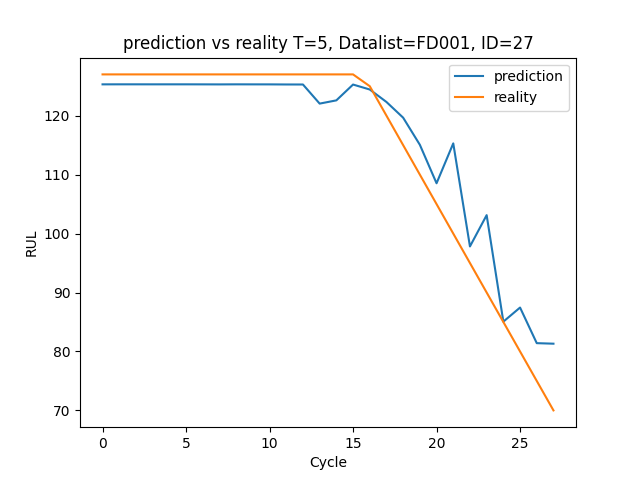 prediction vs reality T=5, Datalist=FD001, ID=27
prediction
reality
RUL
120
110
100
90
80
70
0 5 10 15 20 25
Cycle